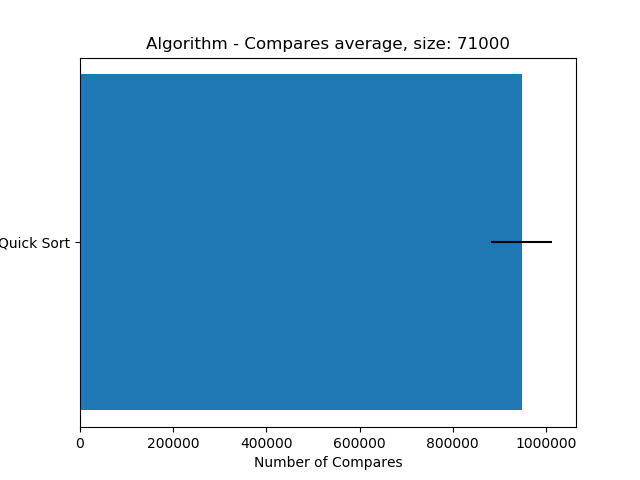 Algorithm - Compares average, size: 71000
Quick Sort
0 200000 400000 600000 800000 1000000
Number of Compares